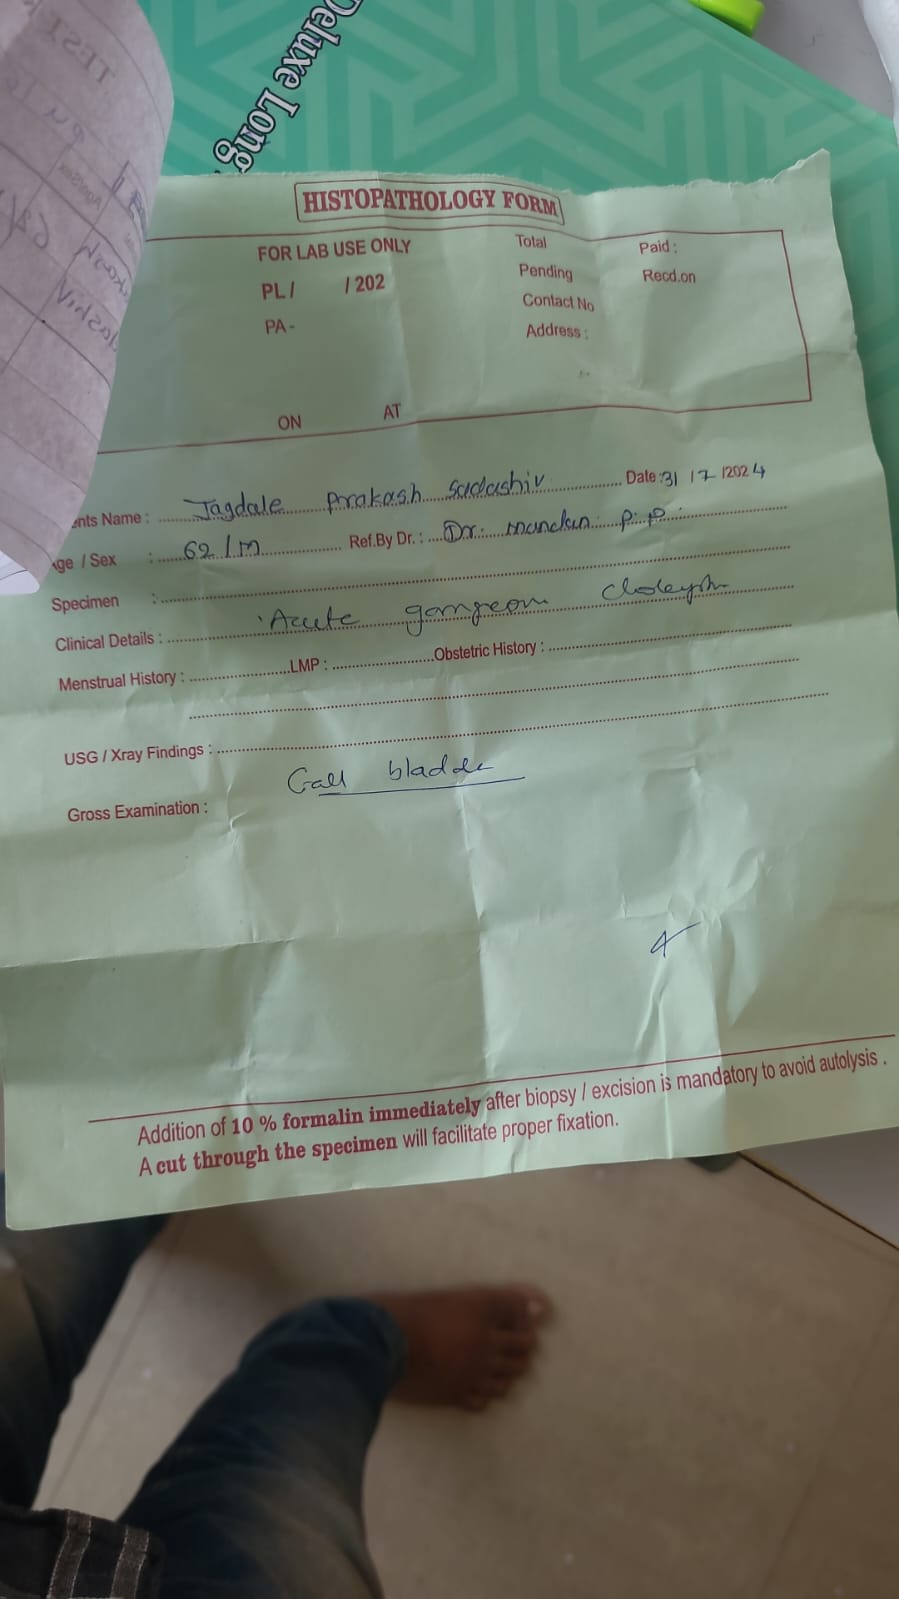 Deluxe Long
HISTOPATHOLOGY FORM
FOR LAB USE ONLY
PL / / 202
PA -
ON AT
Total Paid :
Pending Recd.on
Contact No
Address :
ents Name : Jagdale Prakash Sadashiv Date :31 / 7 /2024
ge / Sex : 62 / M Ref.By Dr. : Dr. P. P.
Specimen :
Clinical Details : Acute
Menstrual History : LMP : Obstetric History :
USG / Xray Findings :
Gall bladde
Gross Examination :
Addition of 10 % formalin immediately after biopsy / excision is mandatory to avoid autolysis .
A cut through the specimen will facilitate proper fixation.